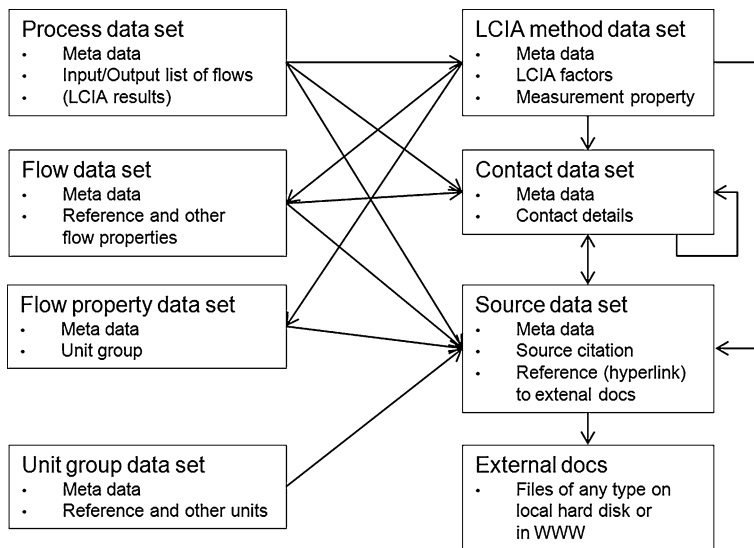 Process data set
• Meta data
• Input/Output list of flows
• (LCIA results)
Flow data set
• Meta data
• Reference and other
flow properties
Flow property data set
• Meta data
• Unit group
Unit group data set
• Meta data
• Reference and other units
LCIA method data set
• Meta data
• LCIA factors
• Measurement property
Contact data set
• Meta data
• Contact details
Source data set
• Meta data
• Source citation
• Reference (hyperlink)
to extenal docs
External docs
• Files of any type on
local hard disk or
in WWW